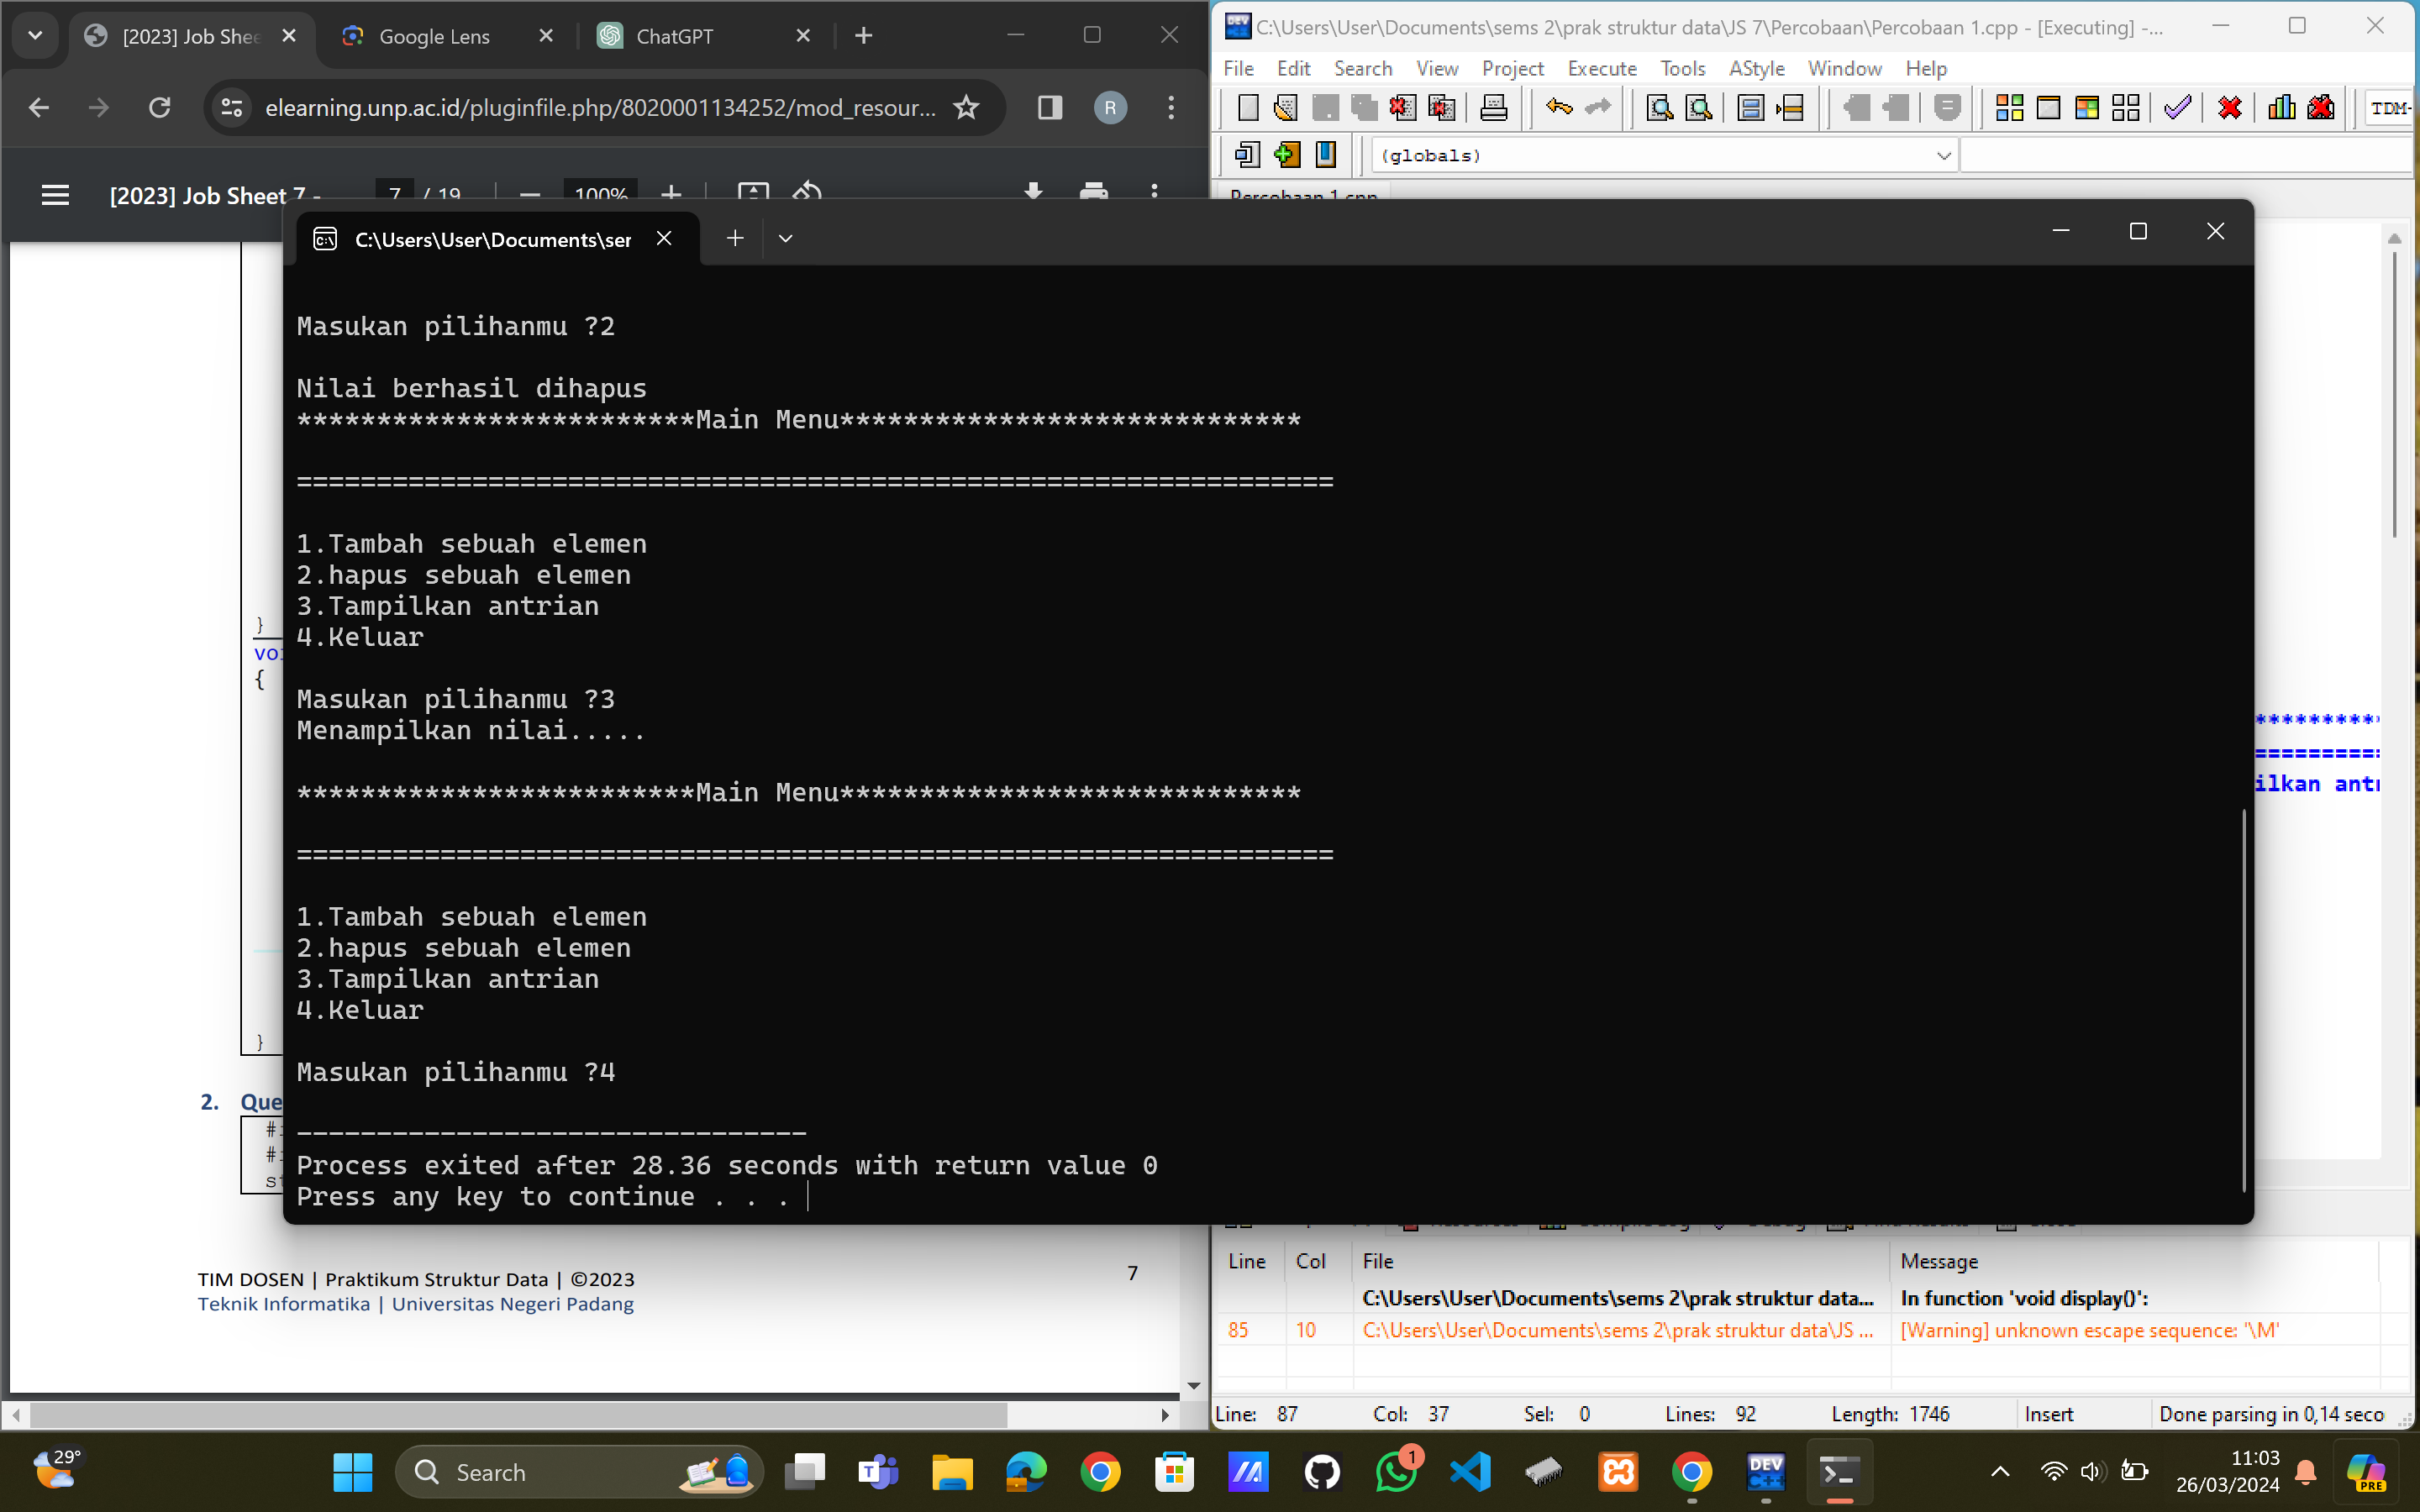 [2023] Job Shee
Google Lens
ChatGPT
elearning.unp.ac.id/pluginfile.php/8020001134252/mod_resour...
R
[2023] Job Sheet 7 -
7 / 19
100%
C:\Users\User\Documents\sems 2\prak struktur data\JS 7\Percobaan\Percobaan 1.cpp - [Executing] -...
File Edit Search View Project Execute Tools AStyle Window Help
TDM-
(globals)
Percobaan 1.cpp
C:\Users\User\Documents\ser
Masukan pilihanmu ?2
Nilai berhasil dihapus
*************************Main Menu*****************************
=================================================================
1.Tambah sebuah elemen
2.hapus sebuah elemen
3.Tampilkan antrian
4.Keluar
Masukan pilihanmu ?3
Menampilkan nilai.....
*************************Main Menu*****************************
=================================================================
1.Tambah sebuah elemen
2.hapus sebuah elemen
3.Tampilkan antrian
4.Keluar
Masukan pilihanmu ?4
--------------------------------
Process exited after 28.36 seconds with return value 0
Press any key to continue . . .
}
voi
{
}
2. Que
#i
#i
st
**********
==========
ilkan antr
TIM DOSEN | Praktikum Struktur Data | ©2023
7
Teknik Informatika | Universitas Negeri Padang
Line Col File Message
C:\Users\User\Documents\sems 2\prak struktur data... In function 'void display()':
85 10 C:\Users\User\Documents\sems 2\prak struktur data\JS ... [Warning] unknown escape sequence: '\M'
Line: 87 Col: 37 Sel: 0 Lines: 92 Length: 1746 Insert Done parsing in 0,14 seco
29°
Search
1
DEV C++
11:03
26/03/2024
PRE